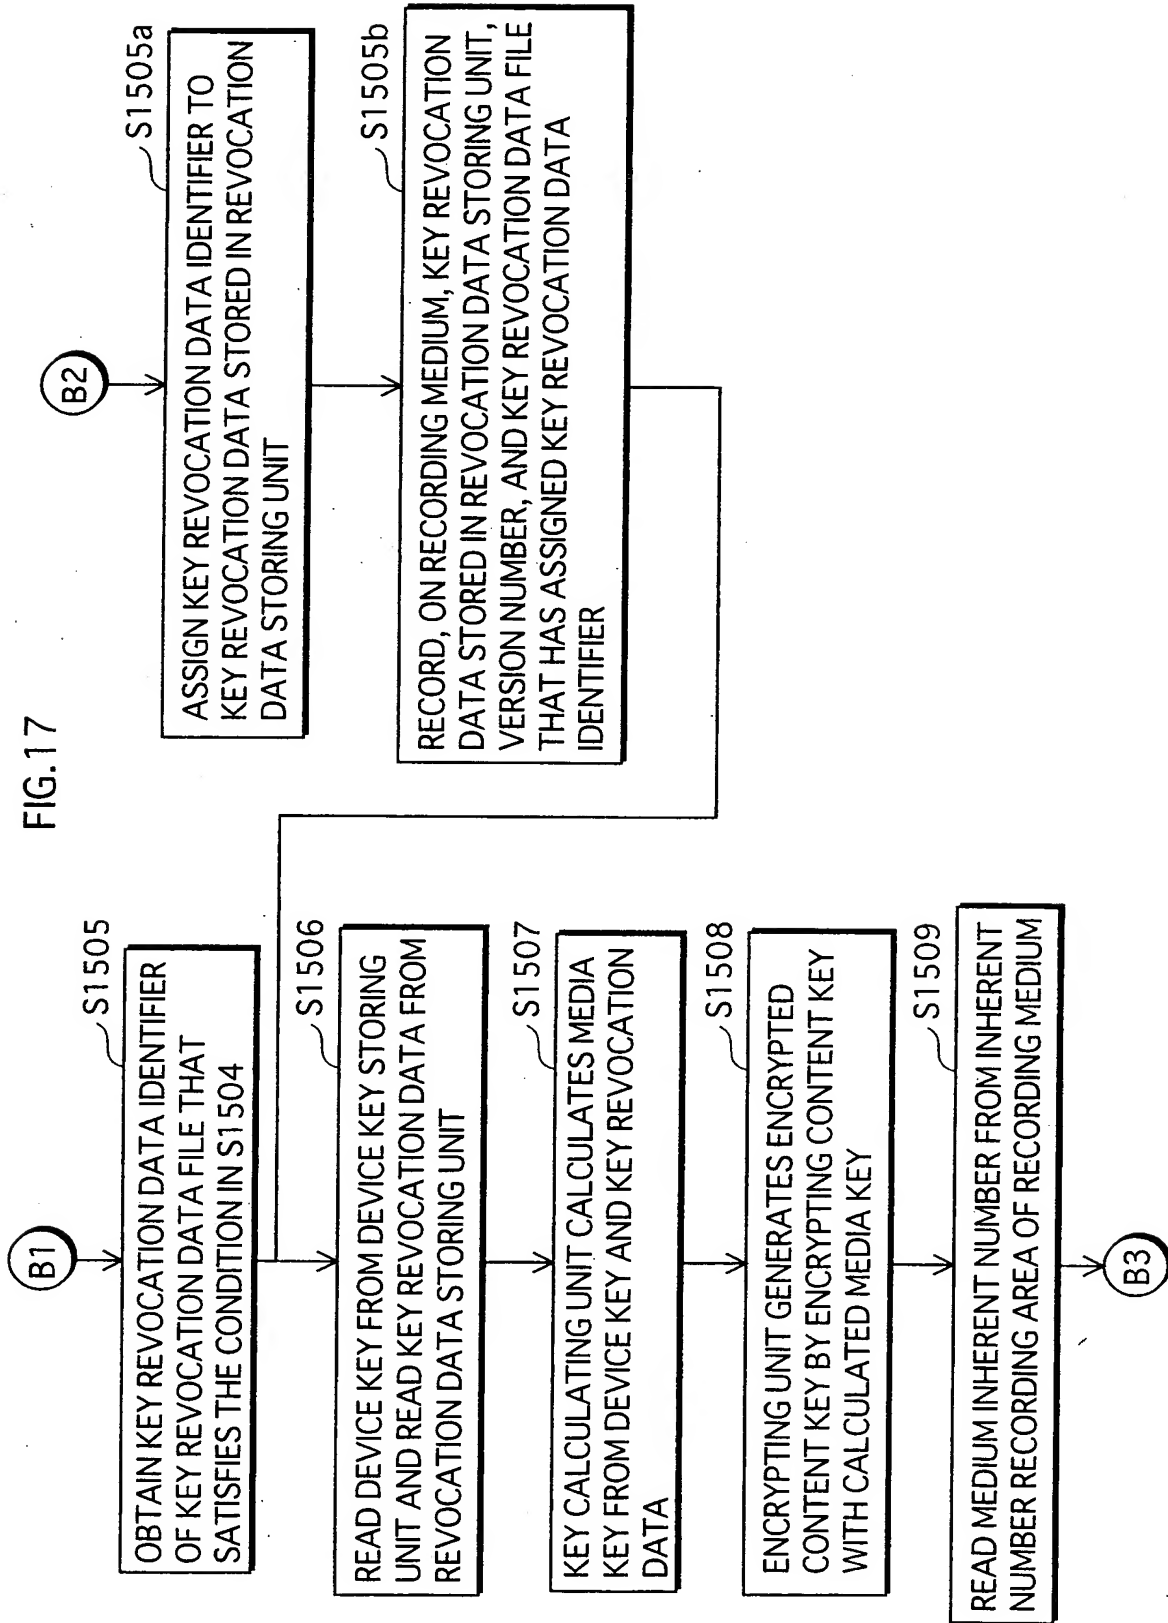 FIG.17
B1
S1505
OBTAIN KEY REVOCATION DATA IDENTIFIER
OF KEY REVOCATION DATA FILE THAT
SATISFIES THE CONDITION IN S1504
S1506
READ DEVICE KEY FROM DEVICE KEY STORING
UNIT AND READ KEY REVOCATION DATA FROM
REVOCATION DATA STORING UNIT
S1507
KEY CALCULATING UNIT CALCULATES MEDIA
KEY FROM DEVICE KEY AND KEY REVOCATION
DATA
S1508
ENCRYPTING UNIT GENERATES ENCRYPTED
CONTENT KEY BY ENCRYPTING CONTENT KEY
WITH CALCULATED MEDIA KEY
S1509
READ MEDIUM INHERENT NUMBER FROM INHERENT
NUMBER RECORDING AREA OF RECORDING MEDIUM
B3
B2
S1505a
ASSIGN KEY REVOCATION DATA IDENTIFIER TO
KEY REVOCATION DATA STORED IN REVOCATION
DATA STORING UNIT
S1505b
RECORD, ON RECORDING MEDIUM, KEY REVOCATION
DATA STORED IN REVOCATION DATA STORING UNIT,
VERSION NUMBER, AND KEY REVOCATION DATA FILE
THAT HAS ASSIGNED KEY REVOCATION DATA
IDENTIFIER